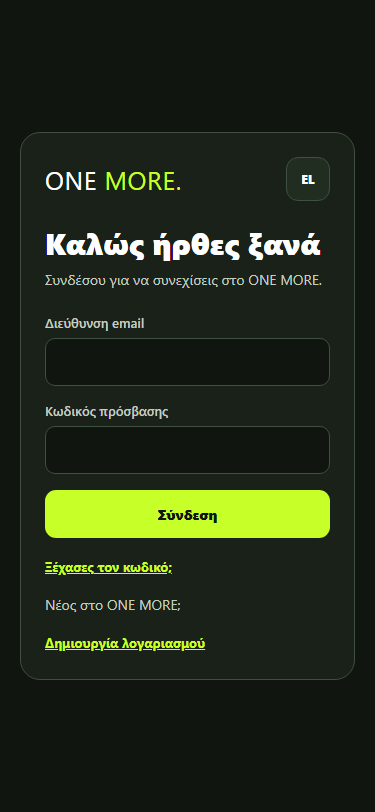 ONE MORE.
EL
Καλώς ήρθες ξανά
Συνδέσου για να συνεχίσεις στο ONE MORE.
Διεύθυνση email
Κωδικός πρόσβασης
Σύνδεση
Ξέχασες τον κωδικό;
Νέος στο ONE MORE;
Δημιουργία λογαριασμού